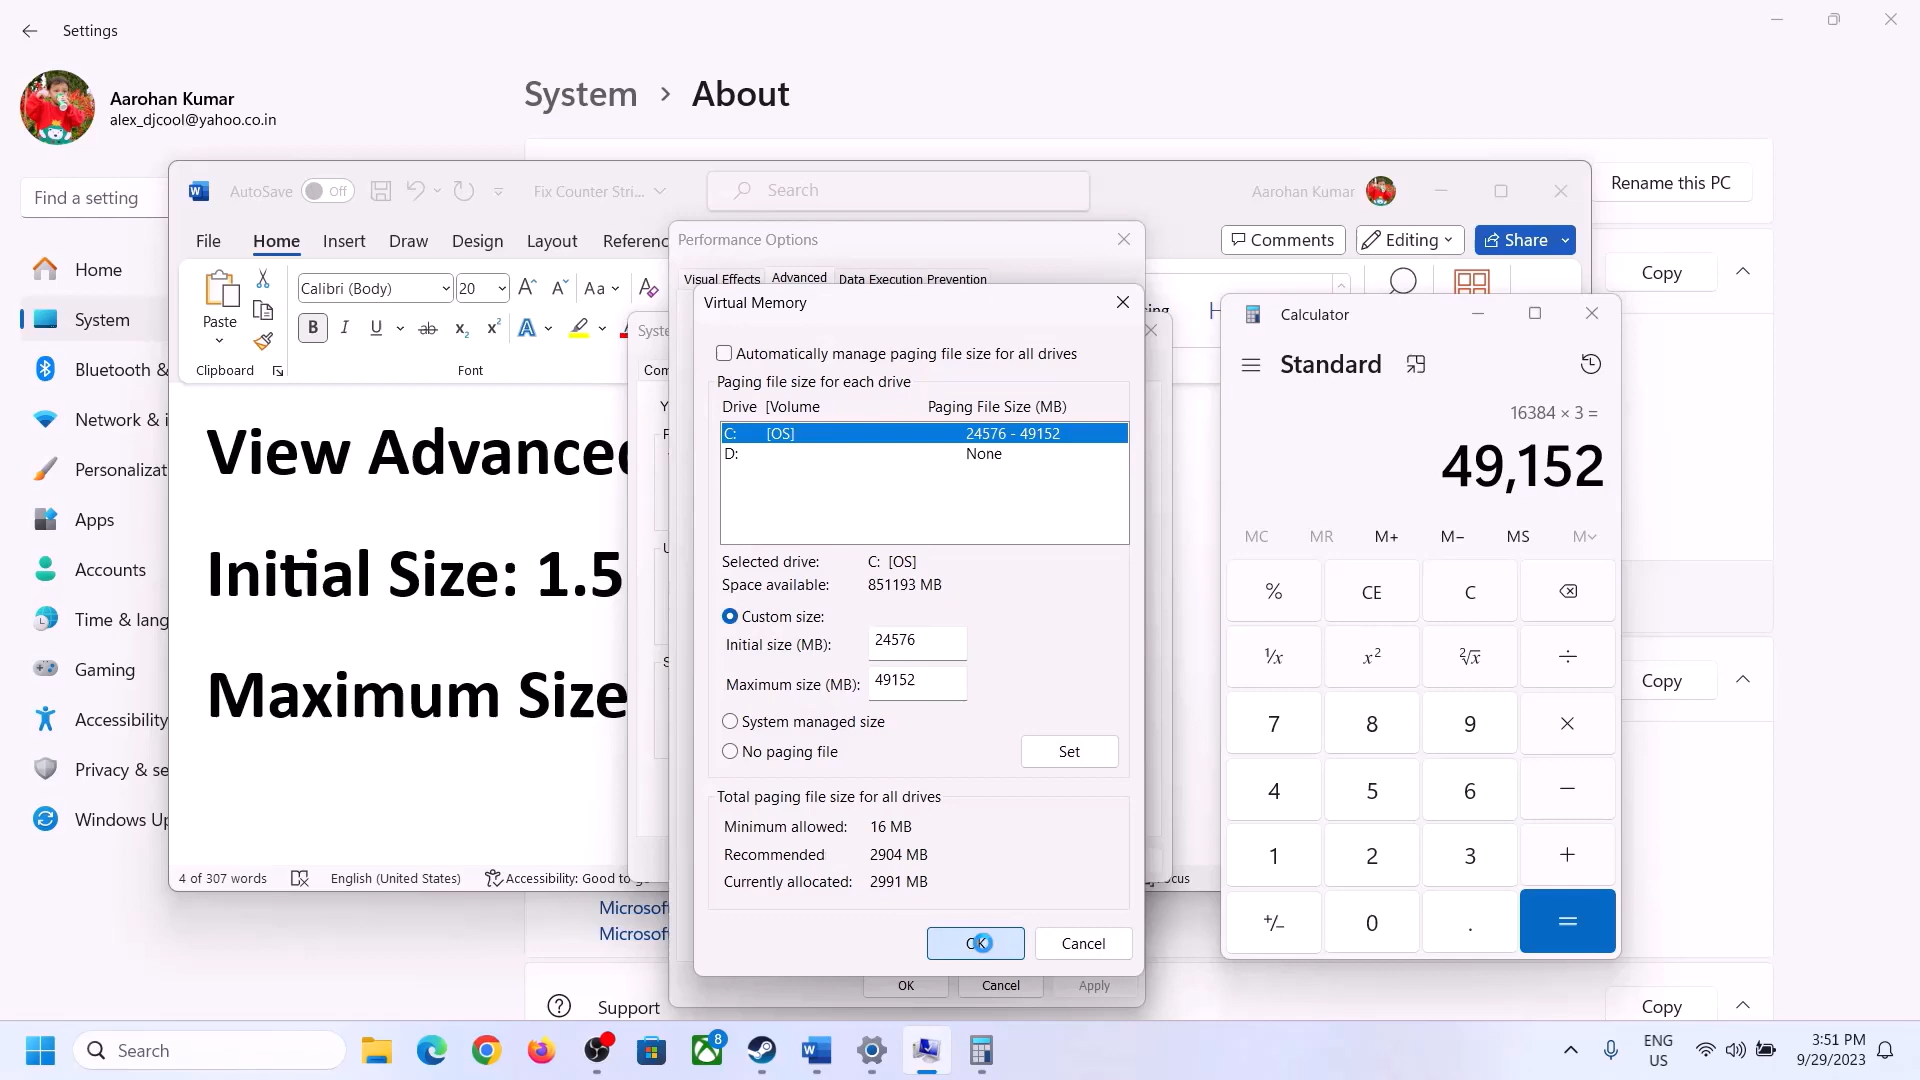 Settings
Aarohan Kumar
alex_djcool@yahoo.co.in
System > About
Find a setting
Home
System
Bluetooth &
Network & i
Personalizat
Apps
Accounts
Time & lang
Gaming
Accessibility
Privacy & se
Windows Up
Rename this PC
Copy
Copy
Copy
Support
AutoSave Off
Fix Counter Stri...
Search
Aarohan Kumar
File Home Insert Draw Design Layout Referenc
Comments Editing Share
Paste
Calibri (Body) 20
Clipboard
Font
View Advanced
Initial Size: 1.5
Maximum Size
4 of 307 words English (United States) Accessibility: Good to
Performance Options
Visual Effects Advanced Data Execution Prevention
OK Cancel Apply
Virtual Memory
Automatically manage paging file size for all drives
Paging file size for each drive
Drive [Volume Paging File Size (MB)
C: [OS] 24576 - 49152
D: None
Selected drive: C: [OS]
Space available: 851193 MB
Custom size:
Initial size (MB): 24576
Maximum size (MB): 49152
System managed size
No paging file
Set
Total paging file size for all drives
Minimum allowed: 16 MB
Recommended 2904 MB
Currently allocated: 2991 MB
OK Cancel
Calculator
Standard
16384 × 3 =
49,152
MC MR M+ M− MS M
% CE C
¹/x x² ²√x ÷
7 8 9 ×
4 5 6 −
1 2 3 +
+/− 0 . =
Search
8
ENG
US
3:51 PM
9/29/2023